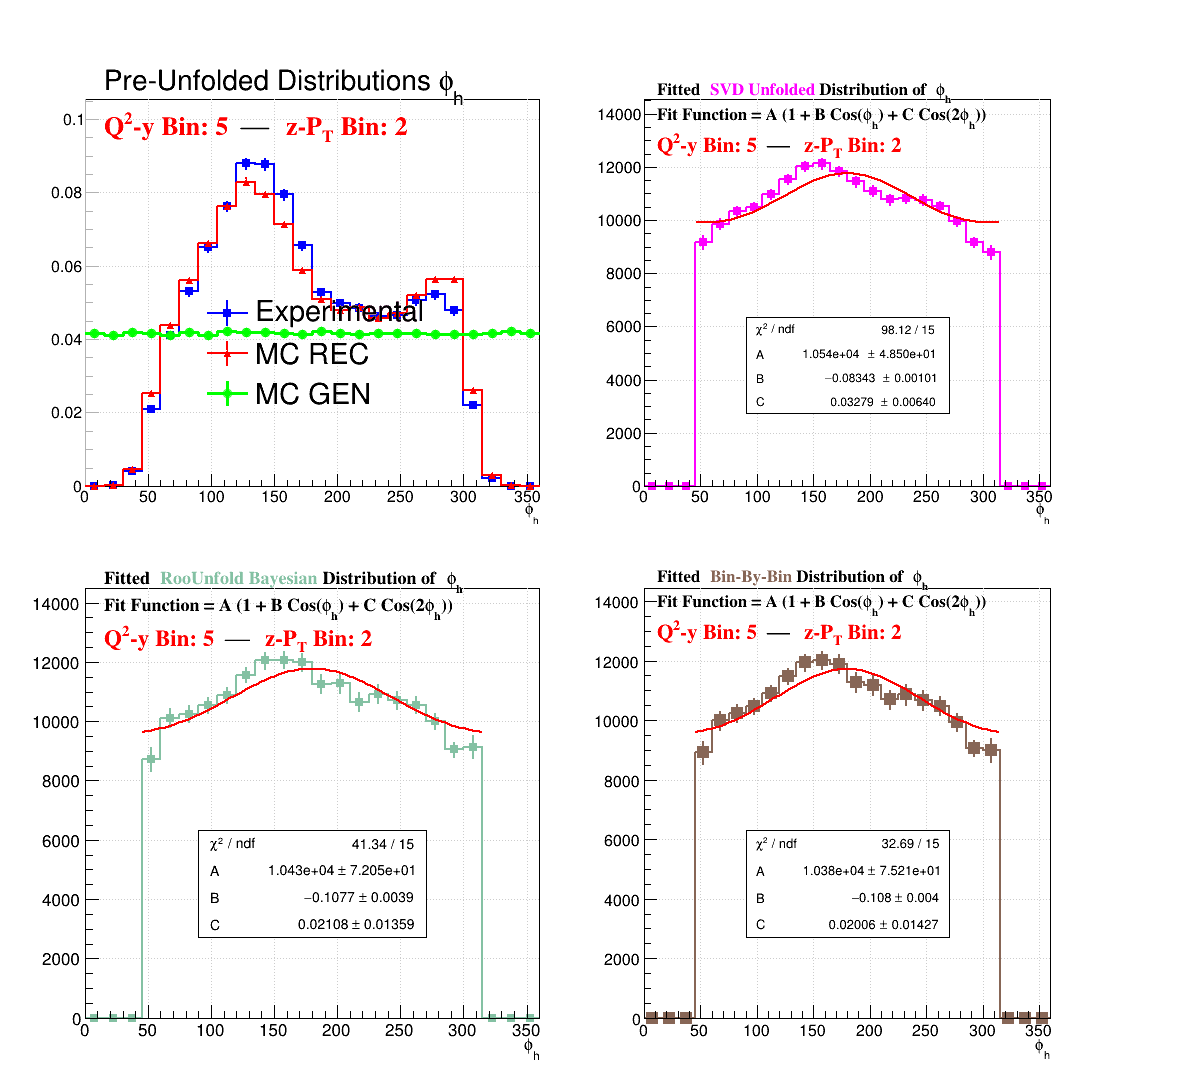 Pre-Unfolded Distributions ϕh
Q2-y Bin: 5 — z-PT Bin: 2
0.1
0.08
0.06
0.04
0.02
0
Experimental
MC REC
MC GEN
0 50 100 150 200 250 300 350
ϕh
Fitted SVD Unfolded Distribution of ϕh
Fit Function = A (1 + B Cos(ϕh) + C Cos(2ϕh))
Q2-y Bin: 5 — z-PT Bin: 2
14000
12000
10000
8000
6000
4000
2000
0
χ2 / ndf 98.12 / 15
A 1.054e+04 ± 4.850e+01
B −0.08343 ± 0.00101
C 0.03279 ± 0.00640
0 50 100 150 200 250 300 350
ϕh
Fitted RooUnfold Bayesian Distribution of ϕh
Fit Function = A (1 + B Cos(ϕh) + C Cos(2ϕh))
Q2-y Bin: 5 — z-PT Bin: 2
14000
12000
10000
8000
6000
4000
2000
0
χ2 / ndf 41.34 / 15
A 1.043e+04 ± 7.205e+01
B −0.1077 ± 0.0039
C 0.02108 ± 0.01359
0 50 100 150 200 250 300 350
ϕh
Fitted Bin-By-Bin Distribution of ϕh
Fit Function = A (1 + B Cos(ϕh) + C Cos(2ϕh))
Q2-y Bin: 5 — z-PT Bin: 2
14000
12000
10000
8000
6000
4000
2000
0
χ2 / ndf 32.69 / 15
A 1.038e+04 ± 7.521e+01
B −0.108 ± 0.004
C 0.02006 ± 0.01427
0 50 100 150 200 250 300 350
ϕh